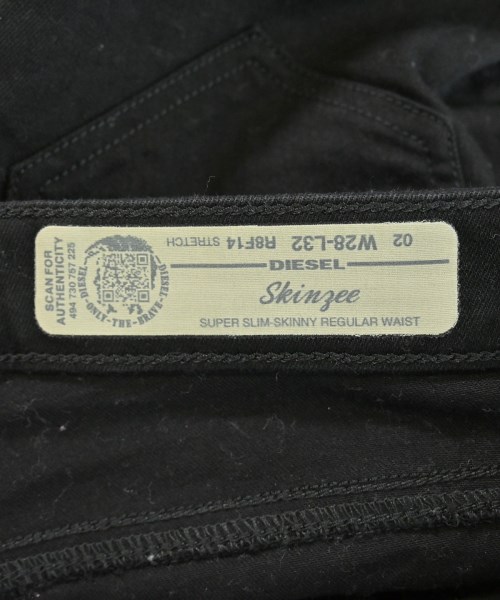 SCAN FOR
AUTHENTICITY
494 730 757 225
DIESEL
ONLY-THE-BRAVE
02 W28-L32 R8F14 STRETCH
DIESEL
Skinzee
SUPER SLIM-SKINNY REGULAR WAIST